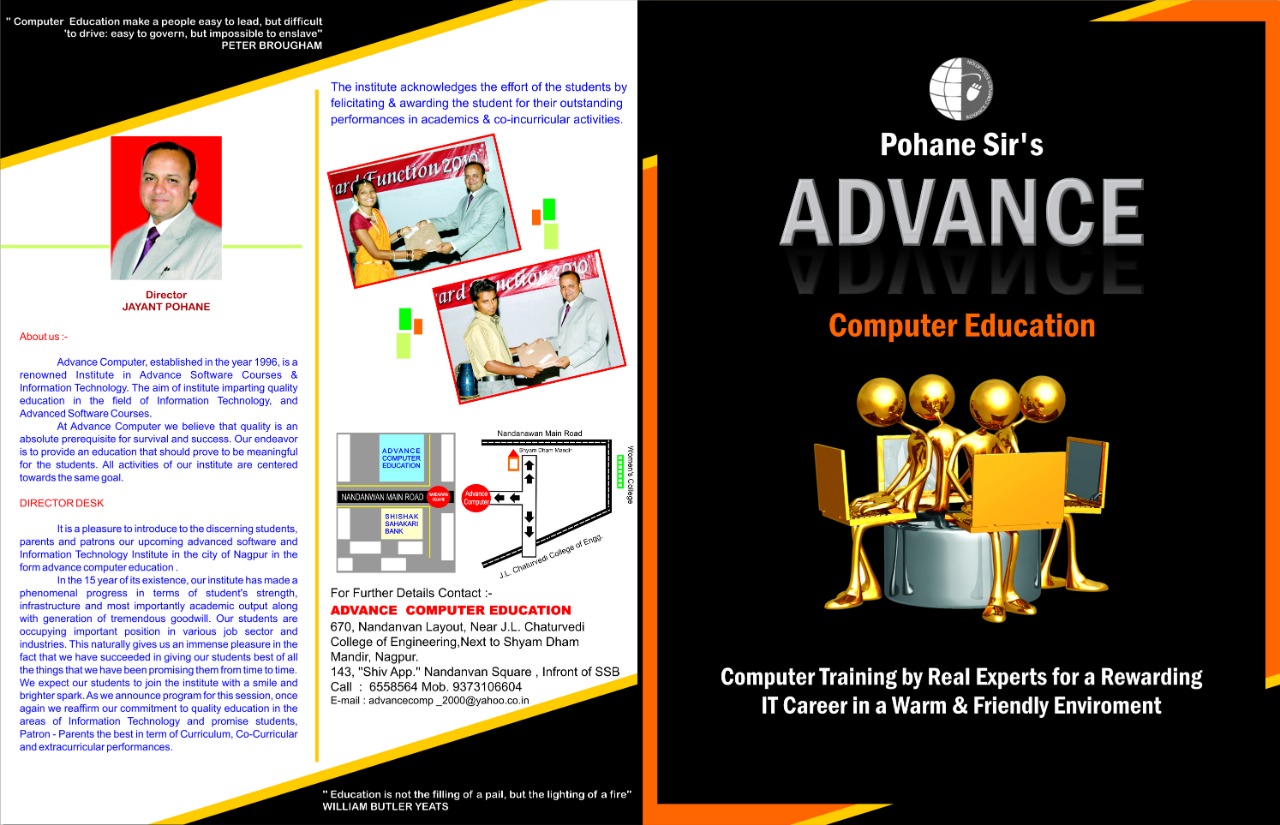 " Computer Education make a people easy to lead, but difficult
'to drive: easy to govern, but impossible to enslave"
PETER BROUGHAM
Director
JAYANT POHANE
About us :-
Advance Computer, established in the year 1996, is a
renowned Institute in Advance Software Courses &
Information Technology. The aim of institute imparting quality
education in the field of Information Technology, and
Advanced Software Courses.
At Advance Computer we believe that quality is an
absolute prerequisite for survival and success. Our endeavor
is to provide an education that should prove to be meaningful
for the students. All activities of our institute are centered
towards the same goal.
DIRECTOR DESK
It is a pleasure to introduce to the discerning students,
parents and patrons our upcoming advanced software and
Information Technology Institute in the city of Nagpur in the
form advance computer education .
In the 15 year of its existence, our institute has made a
phenomenal progress in terms of student's strength,
infrastructure and most importantly academic output along
with generation of tremendous goodwill. Our students are
occupying important position in various job sector and
industries. This naturally gives us an immense pleasure in the
fact that we have succeeded in giving our students best of all
the things that we have been promising them from time to time.
We expect our students to join the institute with a smile and
brighter spark. As we announce program for this session, once
again we reaffirm our commitment to quality education in the
areas of Information Technology and promise students,
Patron - Parents the best in term of Curriculum, Co-Curricular
and extracurricular performances.
The institute acknowledges the effort of the students by
felicitating & awarding the student for their outstanding
performances in academics & co-incurricular activities.
ard Function 2010
ard Function 2010
ADVANCE
COMPUTER
EDUCATION
NANDANWAN MAIN ROAD
SHISHAK
SAHAKARI
BANK
Nandanawan Main Road
Shyam Dham Mandir
Women's College
Advance
Computer
J.L. Chaturvedi College of Engg.
For Further Details Contact :-
ADVANCE COMPUTER EDUCATION
670, Nandanvan Layout, Near J.L. Chaturvedi
College of Engineering,Next to Shyam Dham
Mandir, Nagpur.
143, "Shiv App." Nandanvan Square , Infront of SSB
Call : 6558564 Mob. 9373106604
E-mail : advancecomp _2000@yahoo.co.in
" Education is not the filling of a pail, but the lighting of a fire"
WILLIAM BUTLER YEATS
Pohane Sir's
ADVANCE
Computer Education
Computer Training by Real Experts for a Rewarding
IT Career in a Warm & Friendly Enviroment